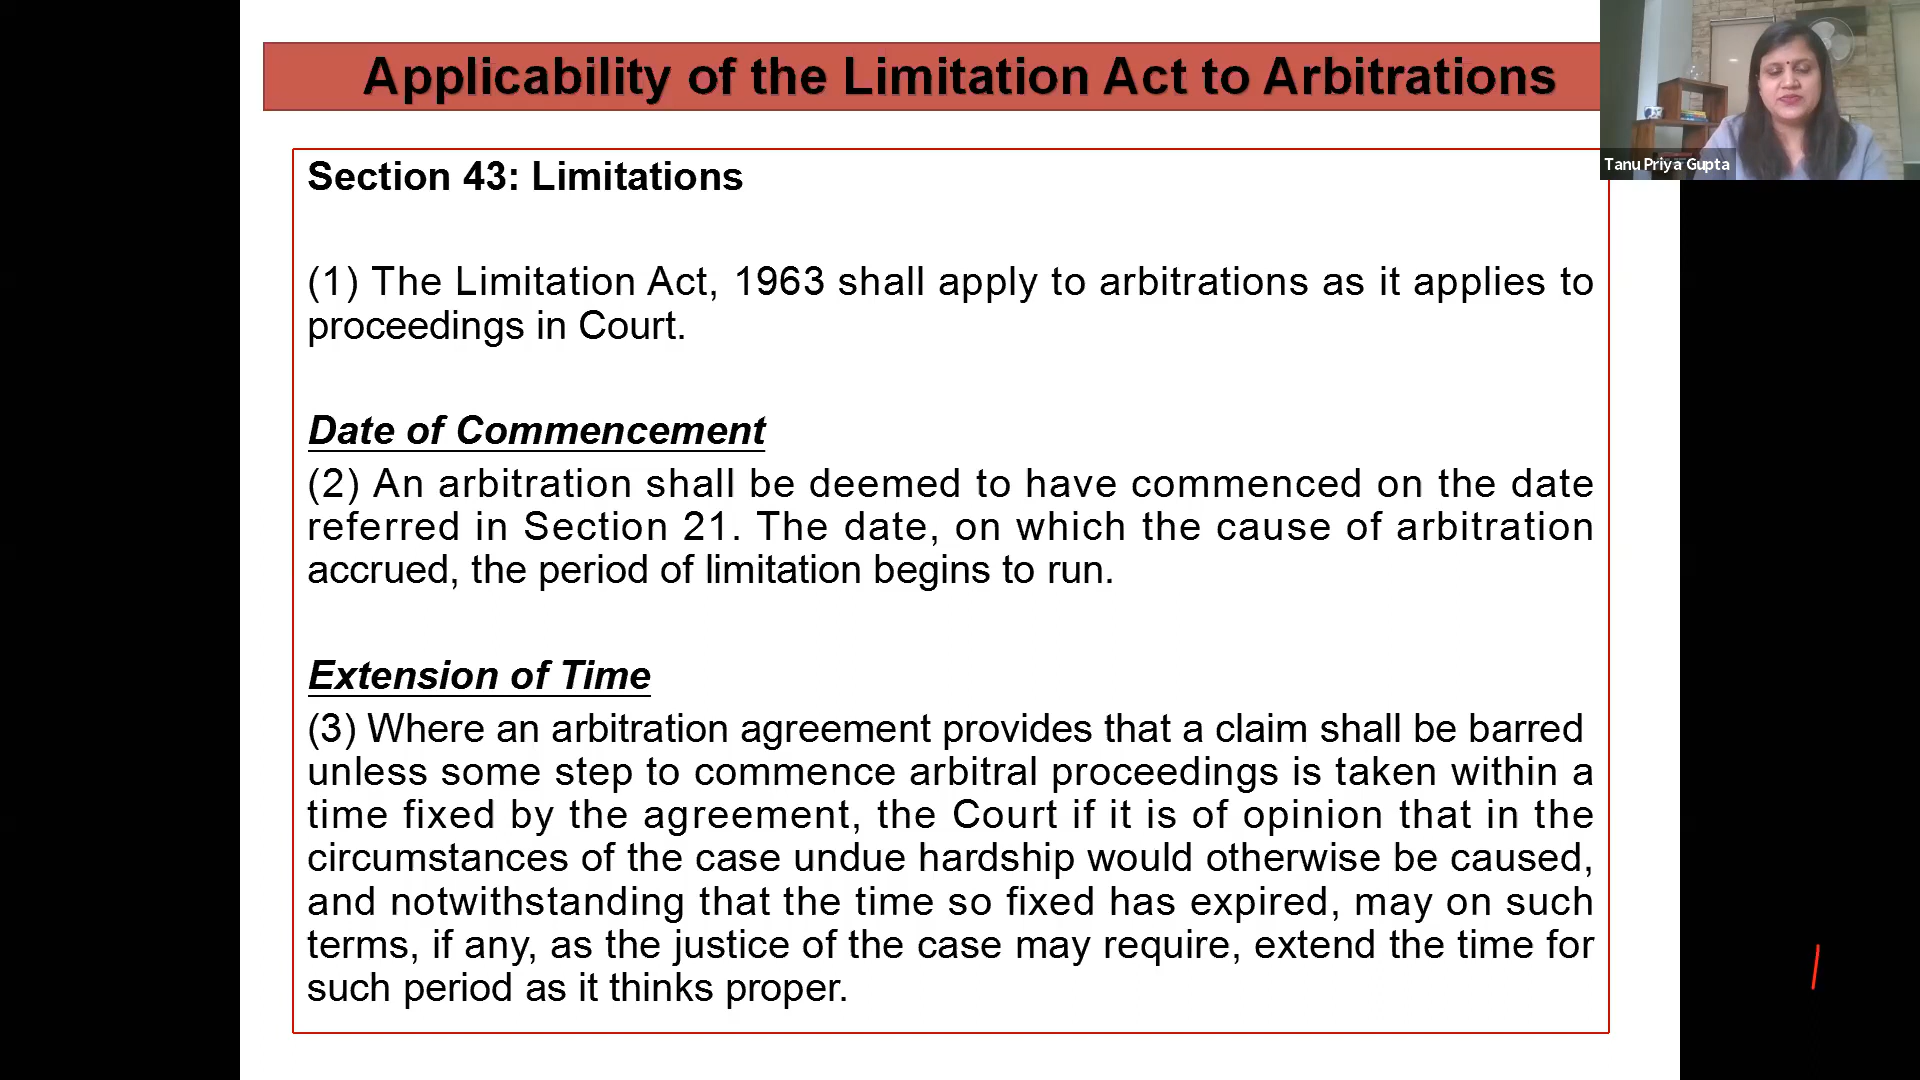 Applicability of the Limitation Act to Arbitrations
Tanu Priya Gupta
Section 43: Limitations
(1) The Limitation Act, 1963 shall apply to arbitrations as it applies to
proceedings in Court.
Date of Commencement
(2) An arbitration shall be deemed to have commenced on the date
referred in Section 21. The date, on which the cause of arbitration
accrued, the period of limitation begins to run.
Extension of Time
(3) Where an arbitration agreement provides that a claim shall be barred
unless some step to commence arbitral proceedings is taken within a
time fixed by the agreement, the Court if it is of opinion that in the
circumstances of the case undue hardship would otherwise be caused,
and notwithstanding that the time so fixed has expired, may on such
terms, if any, as the justice of the case may require, extend the time for
such period as it thinks proper.